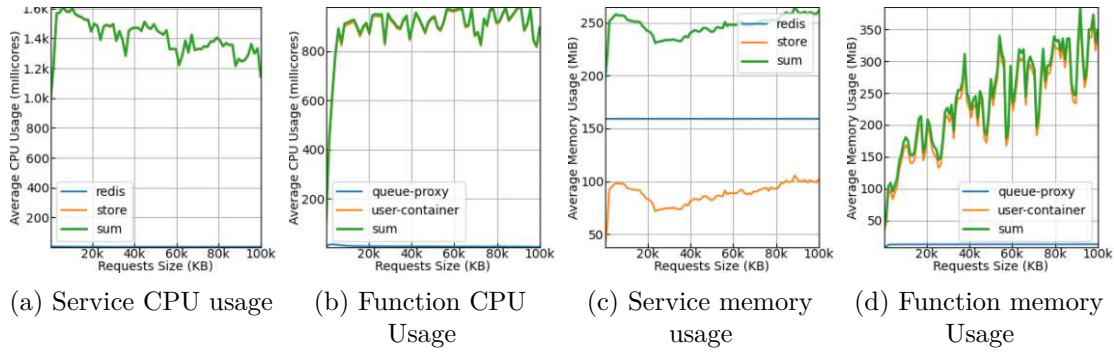 Average CPU Usage (millicores)
1.6k
1.4k
1.2k
1.0k
800
600
400
200
redis
store
sum
20k 40k 60k 80k 100k
Requests Size (KB)
(a) Service CPU usage
Average CPU Usage (millicores)
800
600
400
200
queue-proxy
user-container
sum
20k 40k 60k 80k 100k
Requests Size (KB)
(b) Function CPU
Usage
Average Memory Usage (MiB)
250
200
150
100
50
redis
store
sum
20k 40k 60k 80k 100k
Requests Size (KB)
(c) Service memory
usage
Average Memory Usage (MiB)
350
300
250
200
150
100
50
queue-proxy
user-container
sum
20k 40k 60k 80k 100k
Requests Size (KB)
(d) Function memory
Usage